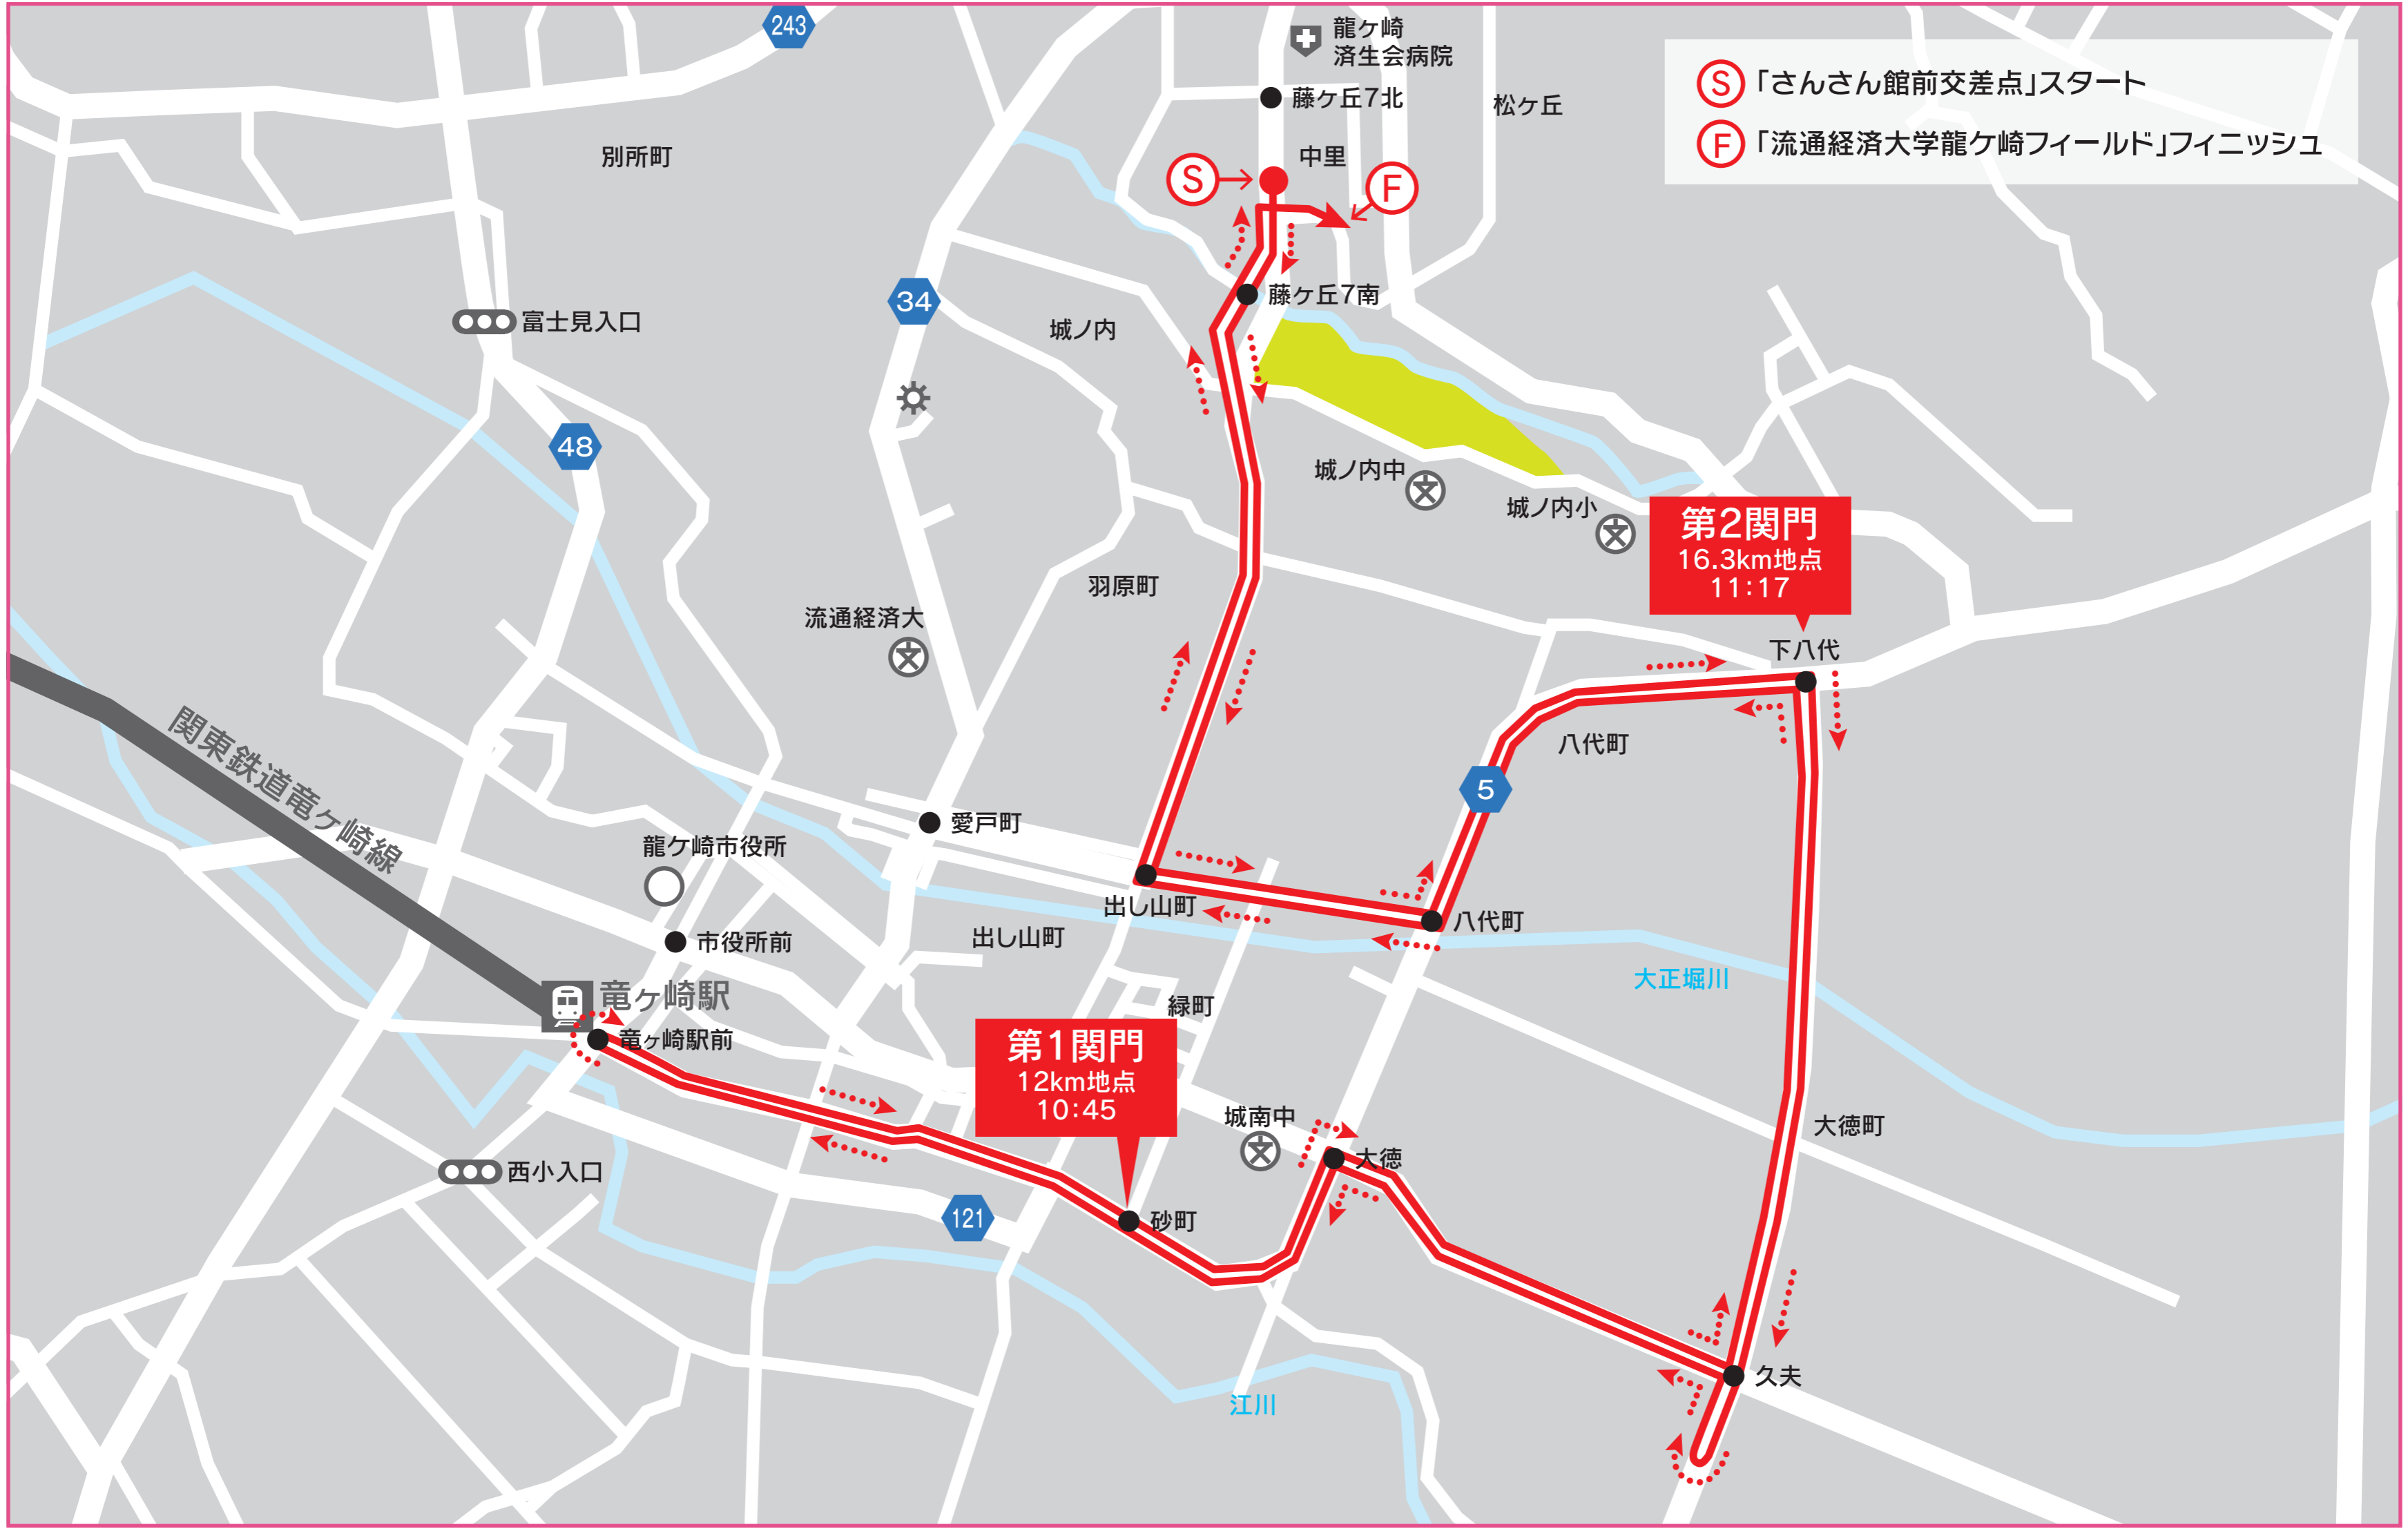 243
龍ケ崎
済生会病院
藤ヶ丘7北
松ヶ丘
S「さんさん館前交差点」スタート
F「流通経済大学龍ケ崎フィールド」フィニッシュ
別所町
中里
S
F
藤ヶ丘7南
34
富士見入口
城ノ内
48
城ノ内中
城ノ内小
第2関門
16.3km地点
11:17
羽原町
流通経済大
下八代
八代町
関東鉄道竜ヶ崎線
5
愛戸町
龍ケ崎市役所
出し山町
八代町
市役所前
出し山町
大正堀川
竜ヶ崎駅
緑町
竜ヶ崎駅前
第1関門
12km地点
10:45
城南中
大徳町
大徳
西小入口
121
砂町
久夫
江川